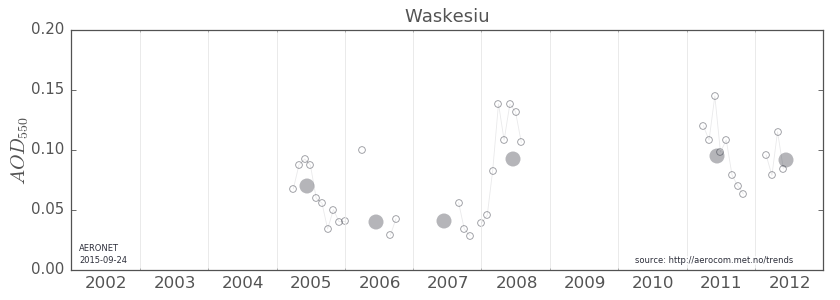 Waskesiu
0.20
0.15
0.10
0.05
0.00
AOD550
AERONET
2015-09-24
source: http://aerocom.met.no/trends
2002 2003 2004 2005 2006 2007 2008 2009 2010 2011 2012